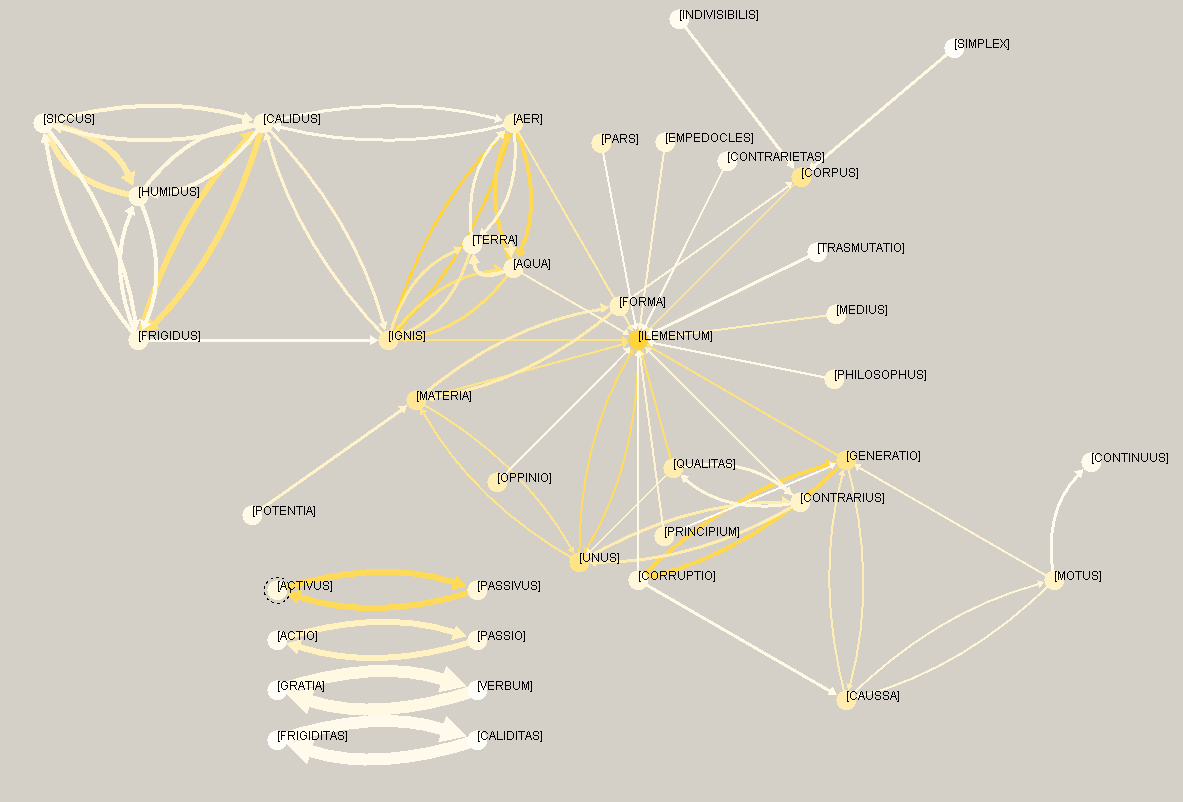 [INDIVISIBILIS]
[SIMPLEX]
[SICCUS]
[CALIDUS]
[AER]
[PARS]
[EMPEDOCLES]
[CONTRARIETAS]
[CORPUS]
[HUMIDUS]
[TERRA]
[TRASMUTATIO]
[AQUA]
[FORMA]
[MEDIUS]
[FRIGIDUS]
[IGNIS]
[ILEMENTUM]
[PHILOSOPHUS]
[MATERIA]
[GENERATIO]
[CONTINUUS]
[QUALITAS]
[OPPINIO]
[CONTRARIUS]
[POTENTIA]
[PRINCIPIUM]
[UNUS]
[CORRUPTIO]
[MOTUS]
[ACTIVUS]
[PASSIVUS]
[ACTIO]
[PASSIO]
[GRATIA]
[VERBUM]
[CAUSSA]
[FRIGIDITAS]
[CALIDITAS]